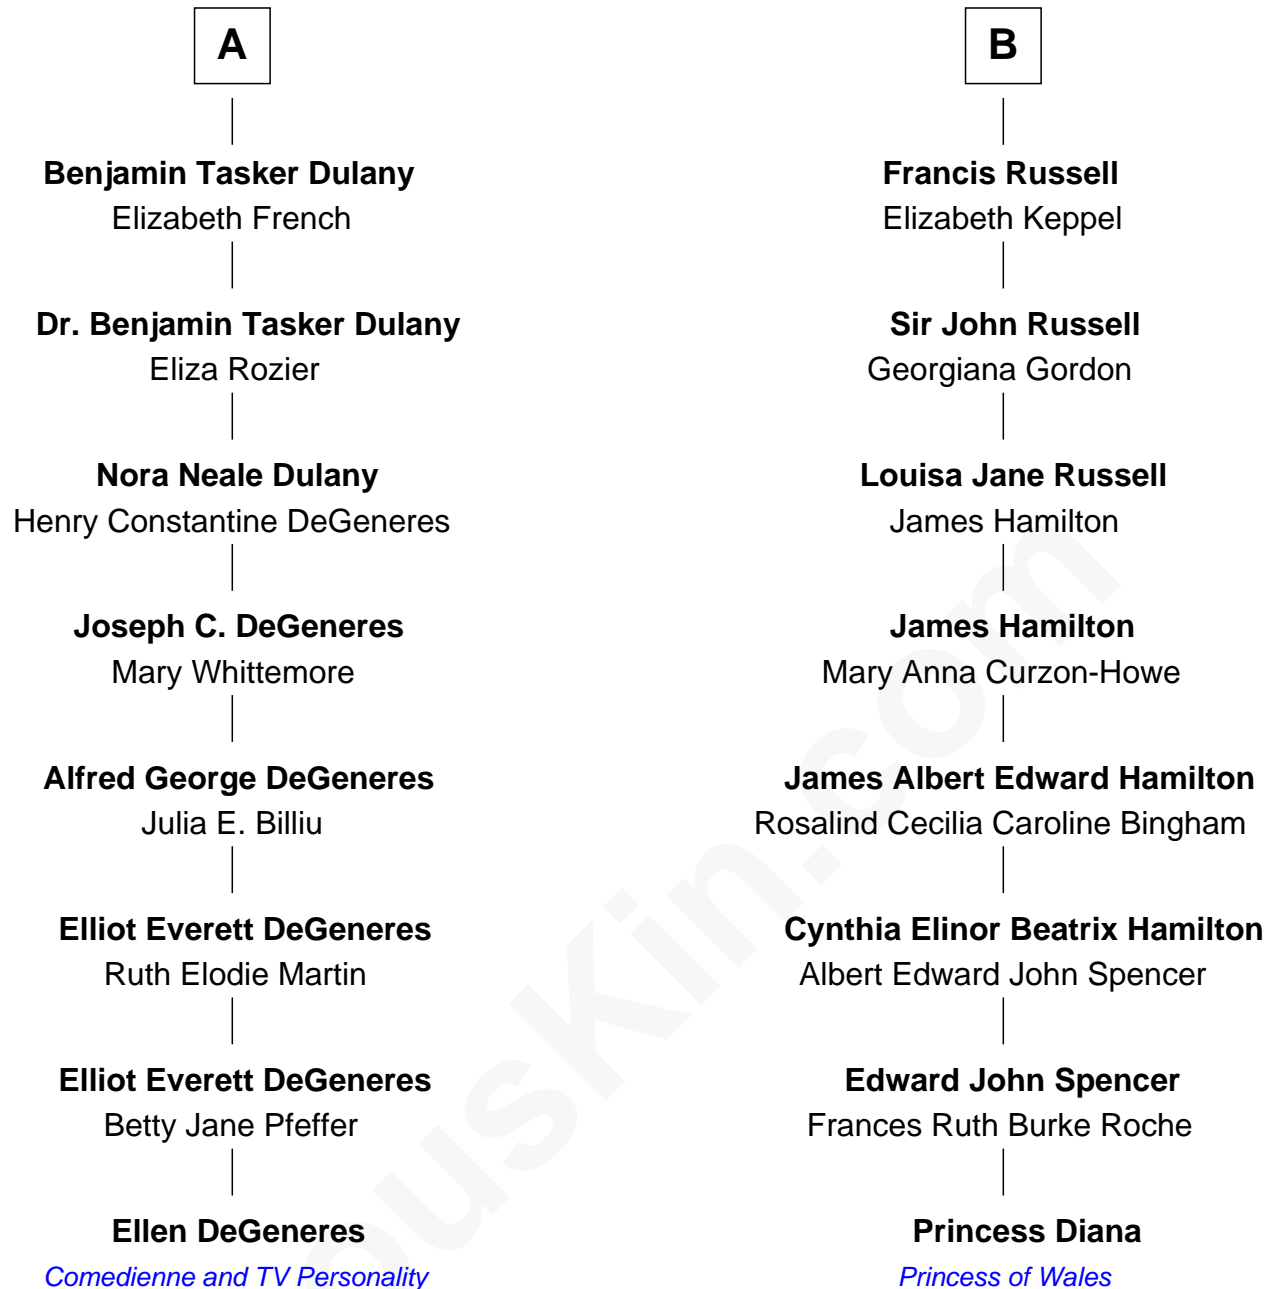 A
Benjamin Tasker Dulany
Elizabeth French
Dr. Benjamin Tasker Dulany
Eliza Rozier
Nora Neale Dulany
Henry Constantine DeGeneres
Joseph C. DeGeneres
Mary Whittemore
Alfred George DeGeneres
Julia E. Billiu
Elliot Everett DeGeneres
Ruth Elodie Martin
Elliot Everett DeGeneres
Betty Jane Pfeffer
Ellen DeGeneres
Comedienne and TV Personality
B
Francis Russell
Elizabeth Keppel
Sir John Russell
Georgiana Gordon
Louisa Jane Russell
James Hamilton
James Hamilton
Mary Anna Curzon-Howe
James Albert Edward Hamilton
Rosalind Cecilia Caroline Bingham
Cynthia Elinor Beatrix Hamilton
Albert Edward John Spencer
Edward John Spencer
Frances Ruth Burke Roche
Princess Diana
Princess of Wales